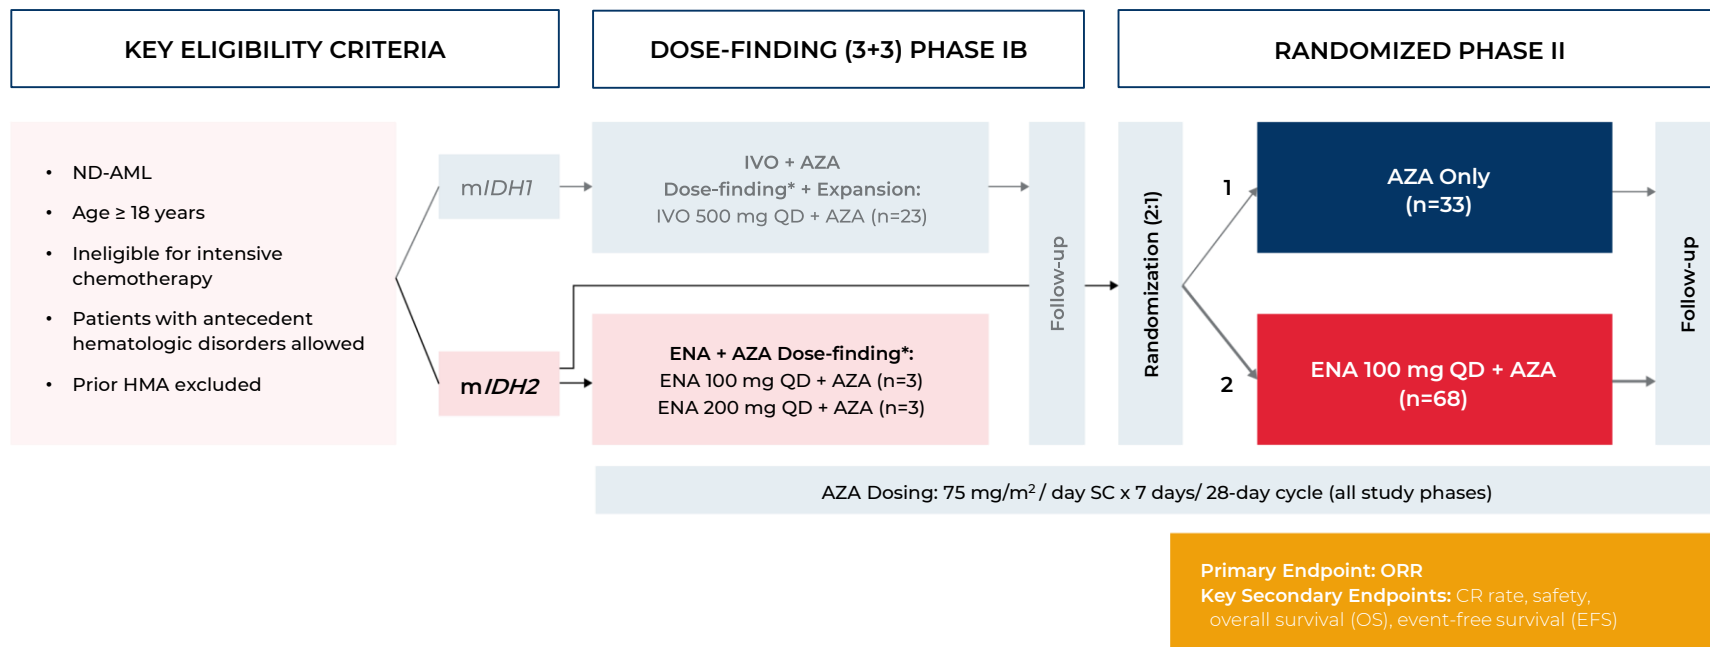 KEY ELIGIBILITY CRITERIA
DOSE-FINDING (3+3) PHASE IB
RANDOMIZED PHASE II
• ND-AML
• Age ≥ 18 years
• Ineligible for intensive
chemotherapy
• Patients with antecedent
hematologic disorders allowed
• Prior HMA excluded
mIDH1
mIDH2
IVO + AZA
Dose-finding* + Expansion:
IVO 500 mg QD + AZA (n=23)
ENA + AZA Dose-finding*:
ENA 100 mg QD + AZA (n=3)
ENA 200 mg QD + AZA (n=3)
Follow-up
Randomization (2:1)
1
AZA Only
(n=33)
2
ENA 100 mg QD + AZA
(n=68)
Follow-up
AZA Dosing: 75 mg/m² / day SC x 7 days/ 28-day cycle (all study phases)
Primary Endpoint: ORR
Key Secondary Endpoints: CR rate, safety,
overall survival (OS), event-free survival (EFS)